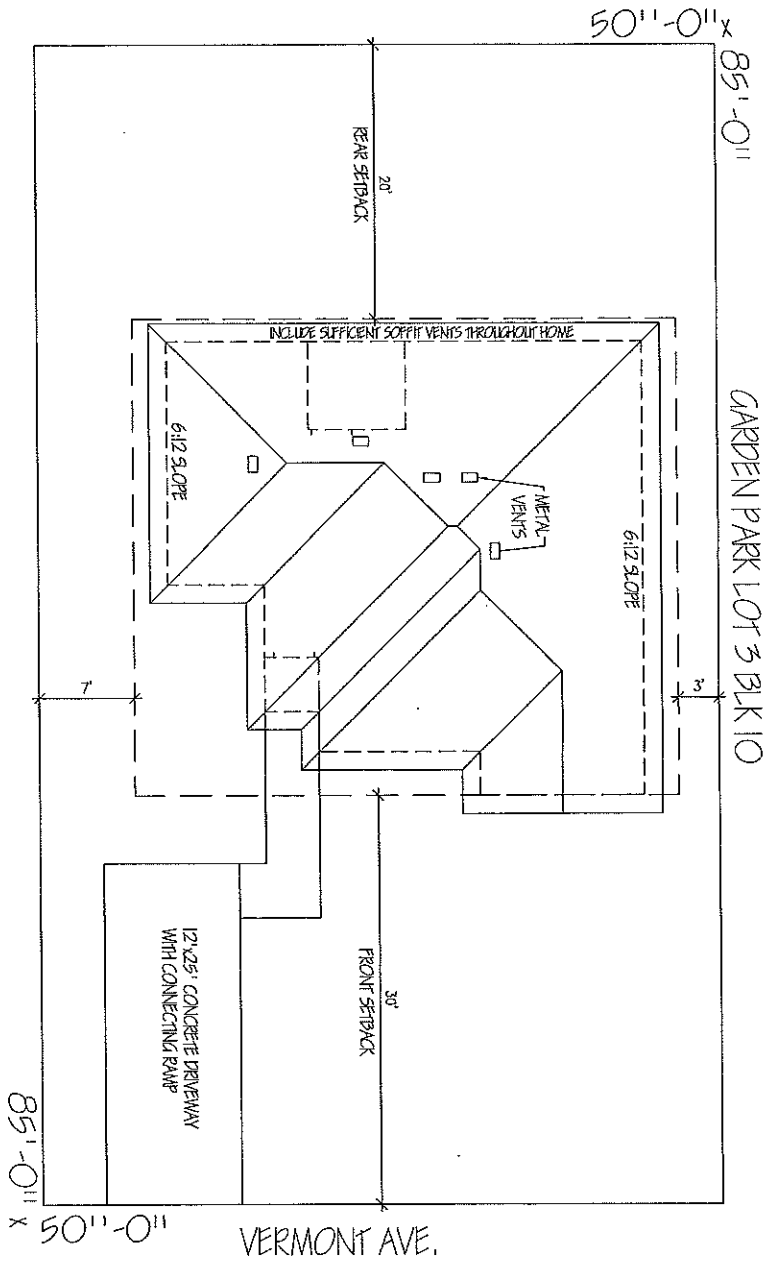 50''-0'' x
85'-0''
20'
REAR SETBACK
INCLUDE SUFFICENT SOFFIT VENTS THROUGHOUT HOME
6:12 SLOPE
METAL
VENTS
6:12 SLOPE
GARDEN PARK LOT 3 BLK 10
7'
3'
30'
FRONT SETBACK
12'x25' CONCRETE DRIVEWAY
WITH CONNECTING RAMP
85'-0'' x
50''-0''
VERMONT AVE.